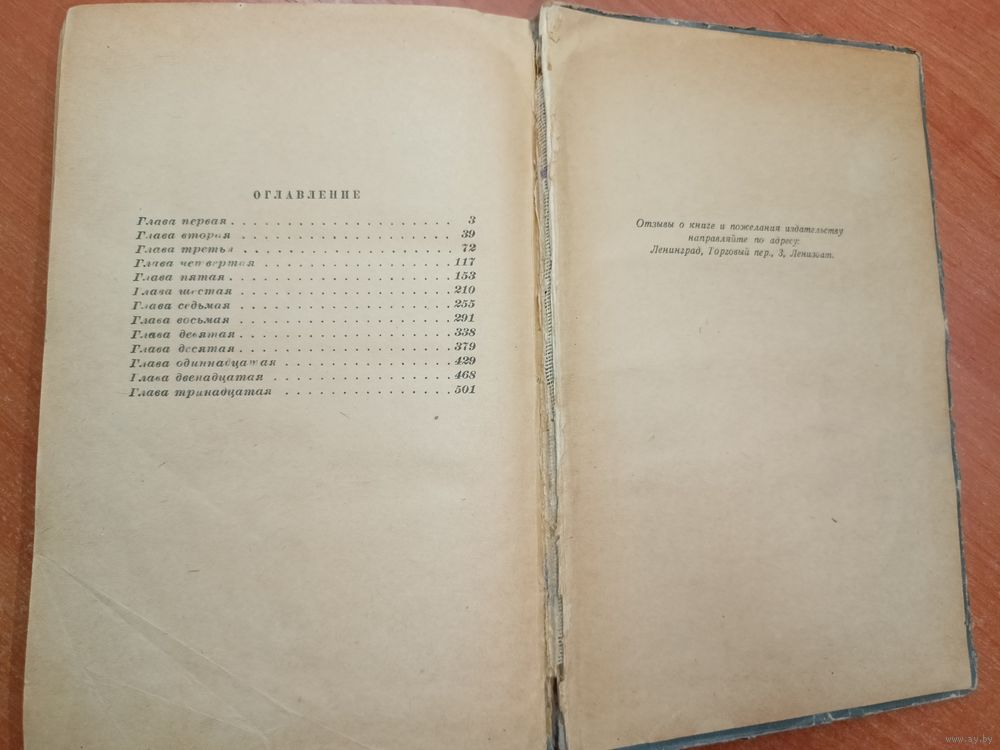 ОГЛАВЛЕНИЕ
Глава первая . . . . . . . . . . . . . . . . . . . 3
Глава вторая . . . . . . . . . . . . . . . . . . . 39
Глава третья . . . . . . . . . . . . . . . . . . . 72
Глава четвертая . . . . . . . . . . . . . . . . . 117
Глава пятая . . . . . . . . . . . . . . . . . . . 153
Глава шестая . . . . . . . . . . . . . . . . . . 210
Глава седьмая . . . . . . . . . . . . . . . . . . 255
Глава восьмая . . . . . . . . . . . . . . . . . . 291
Глава девятая . . . . . . . . . . . . . . . . . . 338
Глава десятая . . . . . . . . . . . . . . . . . . 379
Глава одиннадцатая . . . . . . . . . . . . . . . 429
Глава двенадцатая . . . . . . . . . . . . . . . . 468
Глава тринадцатая . . . . . . . . . . . . . . . 501
Отзывы о книге и пожелания издательству
направляйте по адресу:
Ленинград, Торговый пер., 3, Лениздат.
www.ay.by